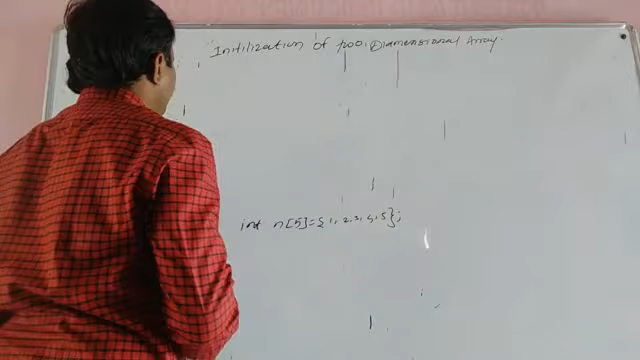 Initilization of Two Dimensional Array.
int n[5]={1,2,3,4,5};